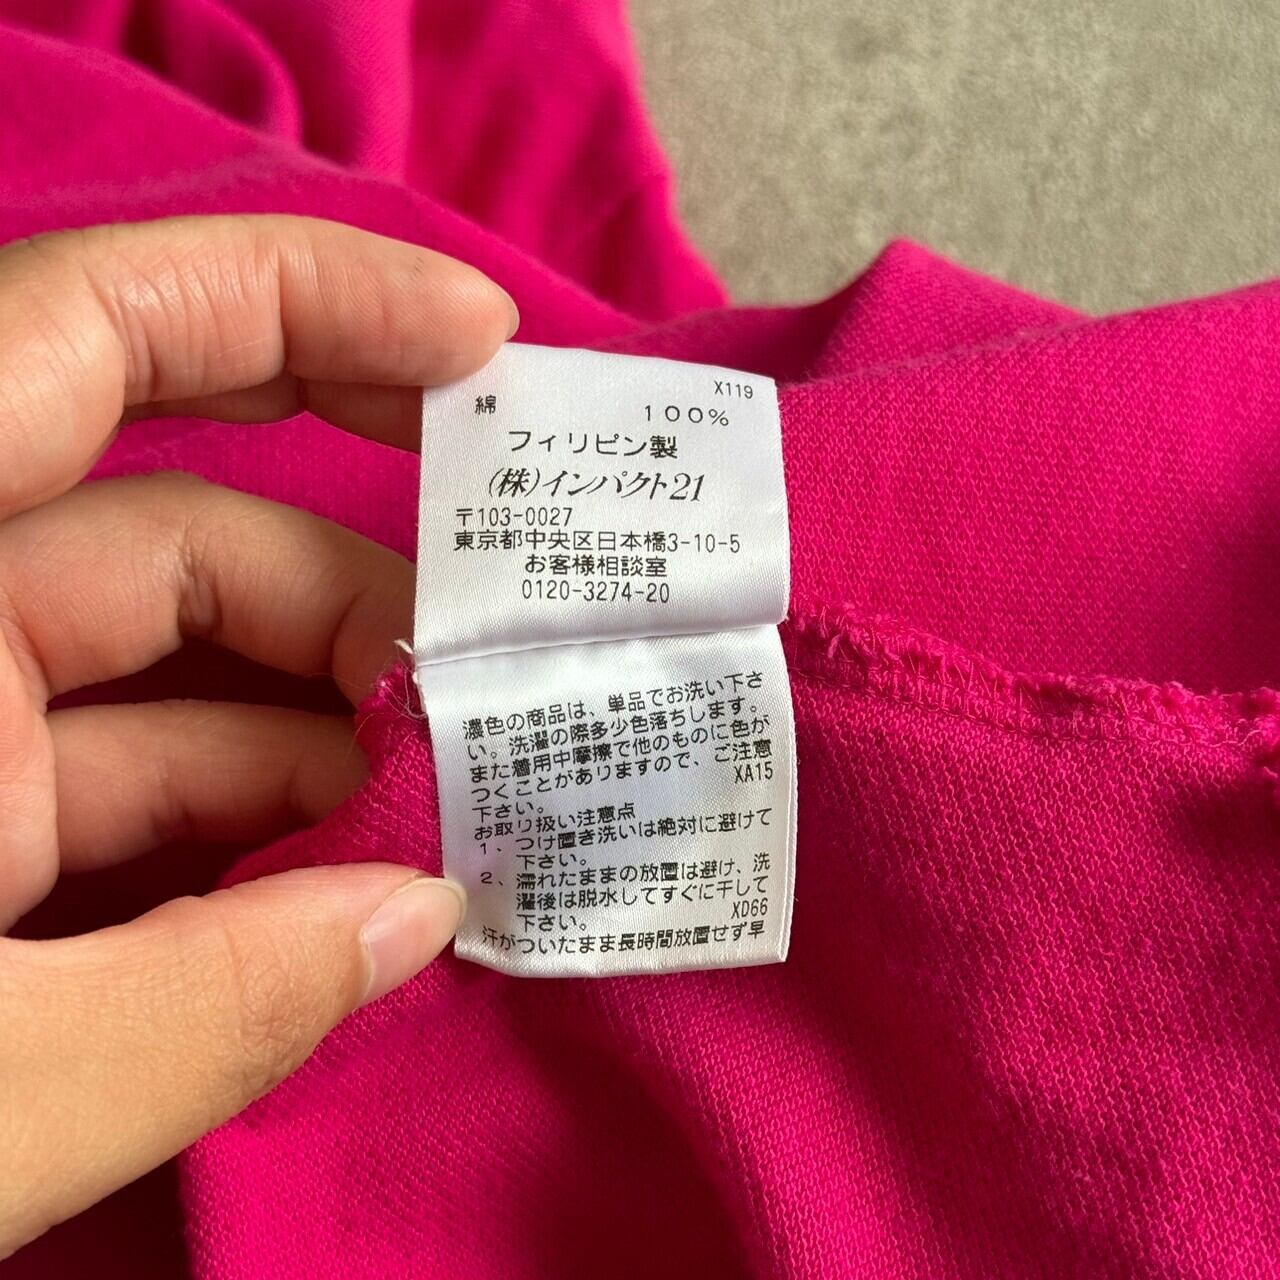 X119
綿 100%
フィリピン製
(株)インパクト21
〒103-0027
東京都中央区日本橋3-10-5
お客様相談室
0120-3274-20
濃色の商品は、単品でお洗い下さ
い。洗濯の際多少色落ちします。
また着用中摩擦で他のものに色が
つくことがありますので、ご注意
下さい。
XA15
お取り扱い注意点
1、つけ置き洗いは絶対に避けて
下さい。
2、濡れたままの放置は避け、洗
濯後は脱水してすぐに干して
下さい。
XD66
汗がついたまま長時間放置せず早